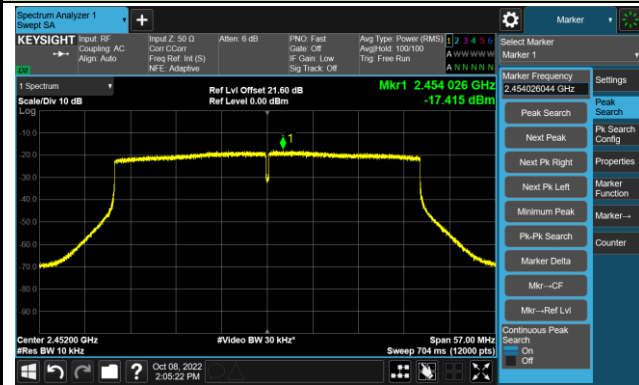 Spectrum Analyzer 1
Swept SA
Marker
KEYSIGHT
Input: RF
Coupling: AC
Align: Auto
Input Z: 50 Ω
Corr CCorr
Freq Ref: Int (S)
NFE: Adaptive
Atten: 6 dB
PNO: Fast
Gate: Off
IF Gain: Low
Sig Track: Off
Avg Type: Power (RMS)
Avg|Hold: 100/100
Trig: Free Run
1 2 3 4 5 6
A W W W W W
A N N N N N
Select Marker
Marker 1
LXI
1 Spectrum
Scale/Div 10 dB
Log
Ref Lvl Offset 21.60 dB
Ref Level 0.00 dBm
Mkr1 2.454 026 GHz
-17.415 dBm
1
-10.0
-20.0
-30.0
-40.0
-50.0
-60.0
-70.0
-80.0
-90.0
Center 2.45200 GHz
#Res BW 10 kHz
#Video BW 30 kHz*
Span 57.00 MHz
Sweep 704 ms (12000 pts)
Marker Frequency
2.454026044 GHz
Peak Search
Next Peak
Next Pk Right
Next Pk Left
Minimum Peak
Pk-Pk Search
Marker Delta
Mkr→CF
Mkr→Ref Lvl
Continuous Peak
Search
On
Off
Settings
Peak
Search
Pk Search
Config
Properties
Marker
Function
Marker→
Counter
Oct 08, 2022
2:05:22 PM